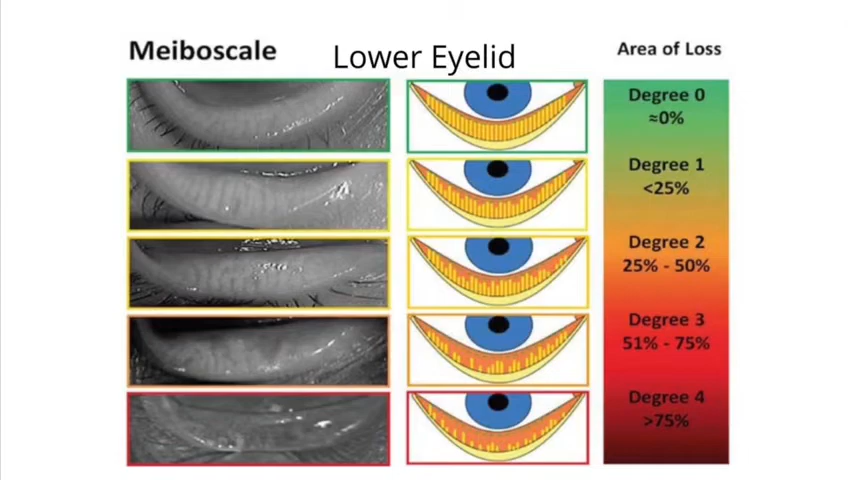 Meiboscale
Lower Eyelid
Area of Loss
Degree 0
≈0%
Degree 1
<25%
Degree 2
25% - 50%
Degree 3
51% - 75%
Degree 4
>75%